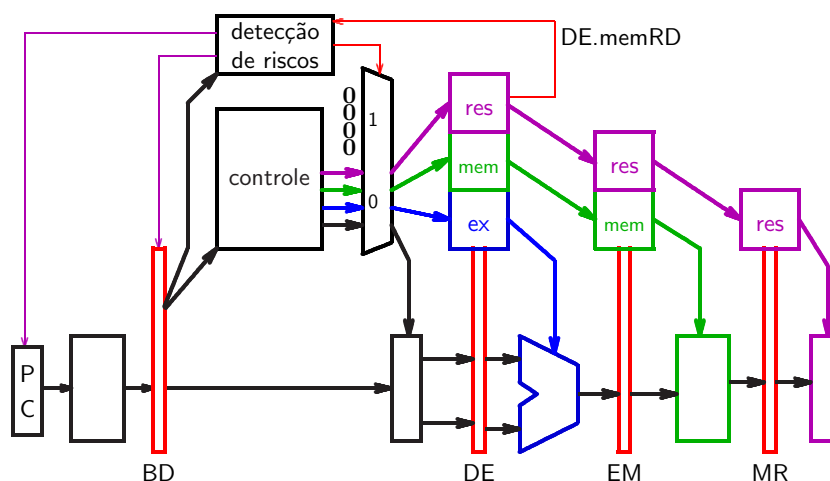 detecção
de riscos
DE.memRD
0
0
0
0
1
0
controle
res
mem
ex
res
mem
res
P
C
BD
DE
EM
MR